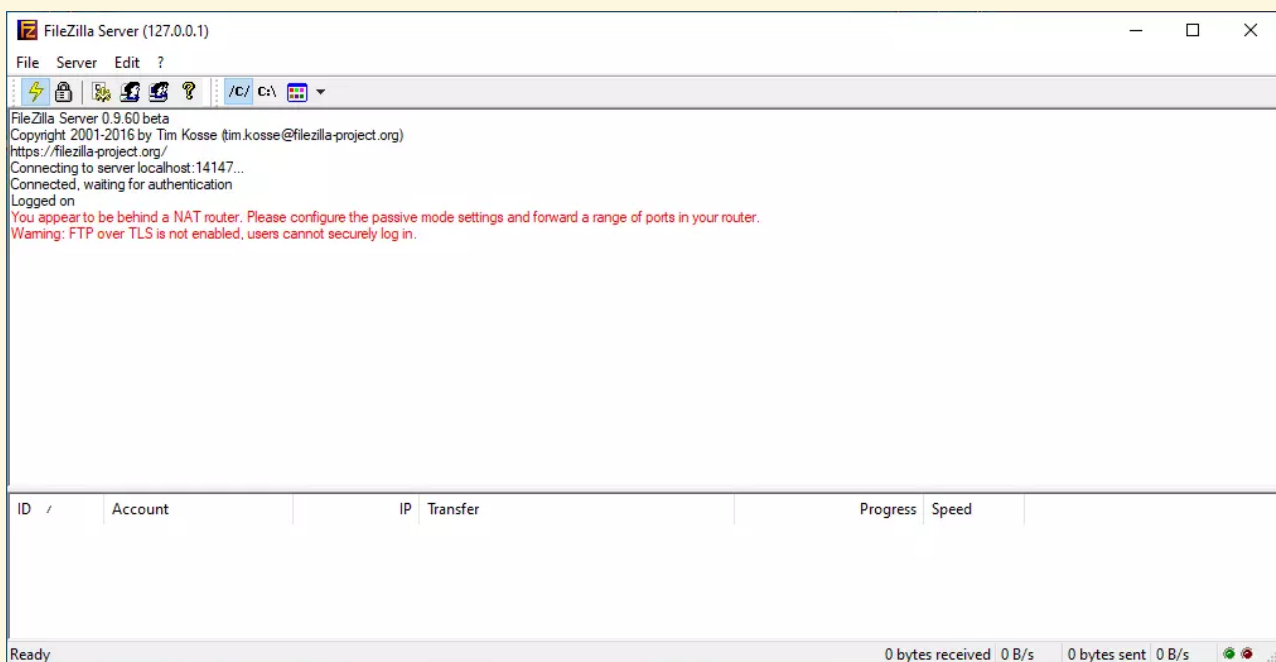 FileZilla Server (127.0.0.1)
File Server Edit ?
/C/ C:\
FileZilla Server 0.9.60 beta
Copyright 2001-2016 by Tim Kosse (tim.kosse@filezilla-project.org)
https://filezilla-project.org/
Connecting to server localhost:14147...
Connected, waiting for authentication
Logged on
You appear to be behind a NAT router. Please configure the passive mode settings and forward a range of ports in your router.
Warning: FTP over TLS is not enabled, users cannot securely log in.
ID / Account IP Transfer Progress Speed
Ready 0 bytes received 0 B/s 0 bytes sent 0 B/s